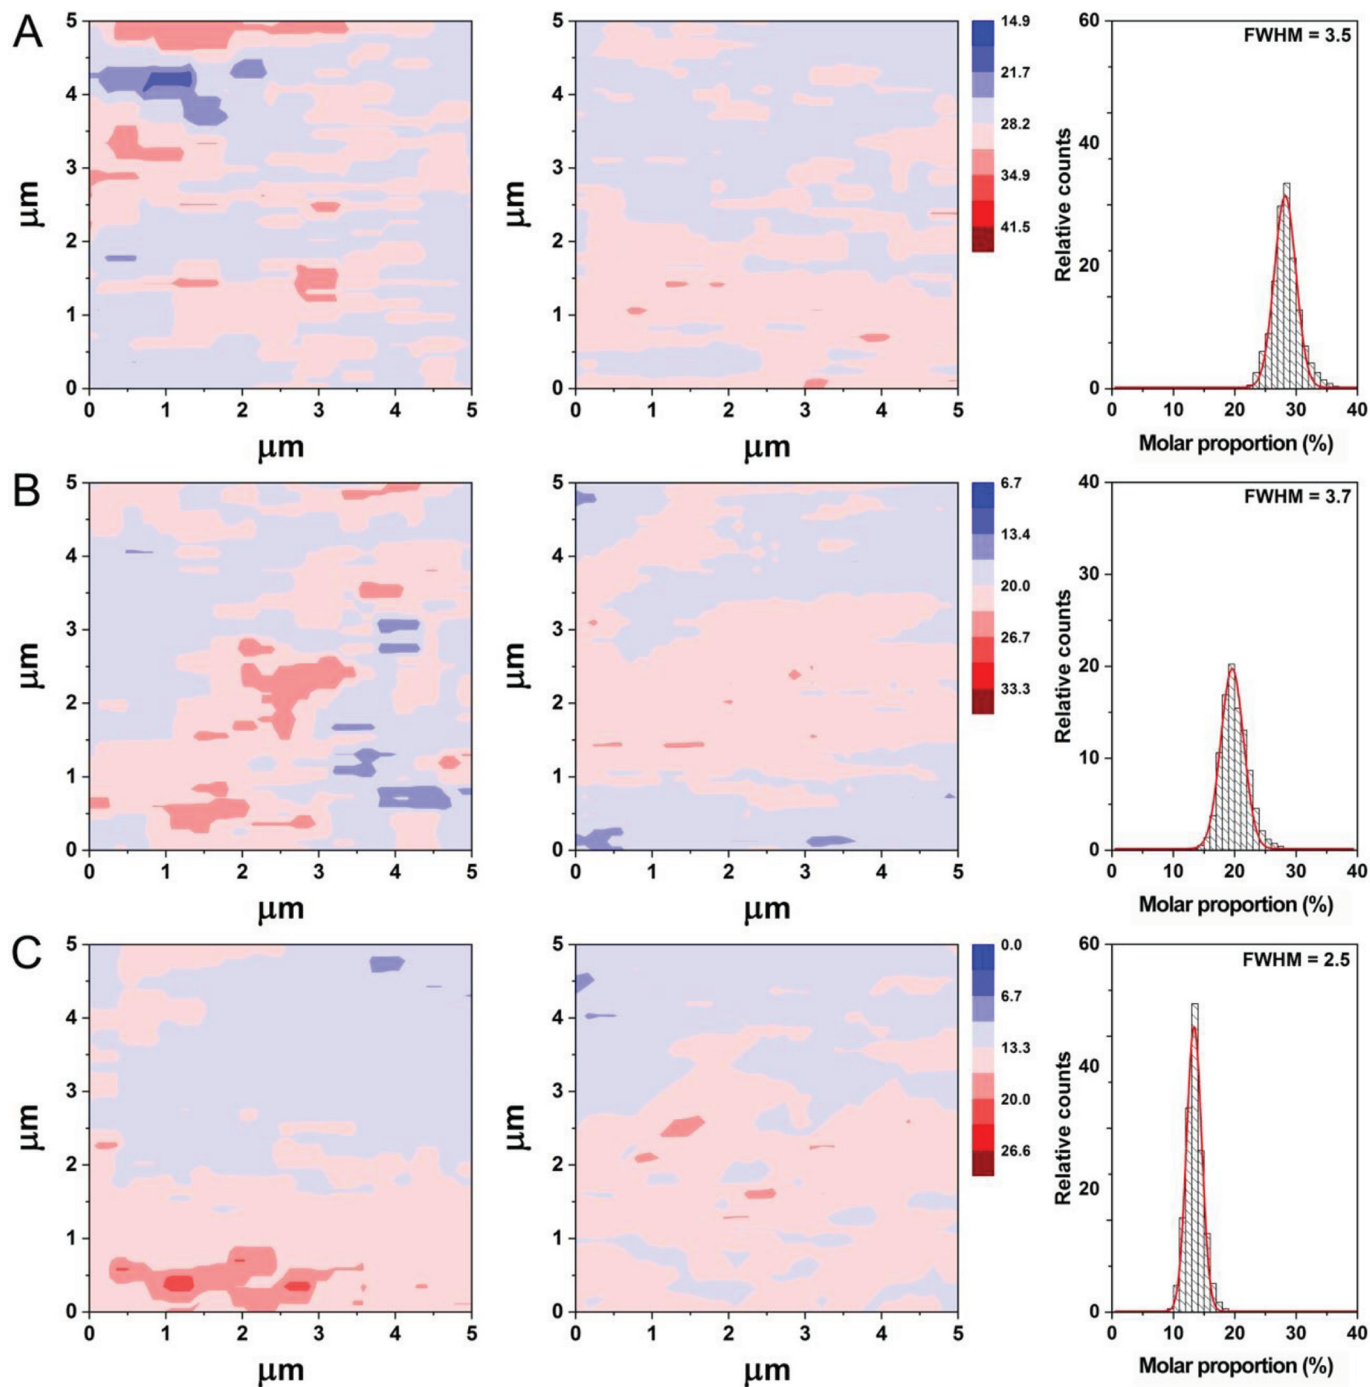 A
5
4
3
2
1
0
μm
0 1 2 3 4 5
μm
5
4
3
2
1
0
μm
0 1 2 3 4 5
μm
14.9
21.7
28.2
34.9
41.5
FWHM = 3.5
60
40
20
0
Relative counts
0 10 20 30 40
Molar proportion (%)
B
5
4
3
2
1
0
μm
0 1 2 3 4 5
μm
5
4
3
2
1
0
μm
0 1 2 3 4 5
μm
6.7
13.4
20.0
26.7
33.3
FWHM = 3.7
40
30
20
10
0
Relative counts
0 10 20 30 40
Molar proportion (%)
C
5
4
3
2
1
0
μm
0 1 2 3 4 5
μm
5
4
3
2
1
0
μm
0 1 2 3 4 5
μm
0.0
6.7
13.3
20.0
26.6
FWHM = 2.5
60
40
20
0
Relative counts
0 10 20 30 40
Molar proportion (%)